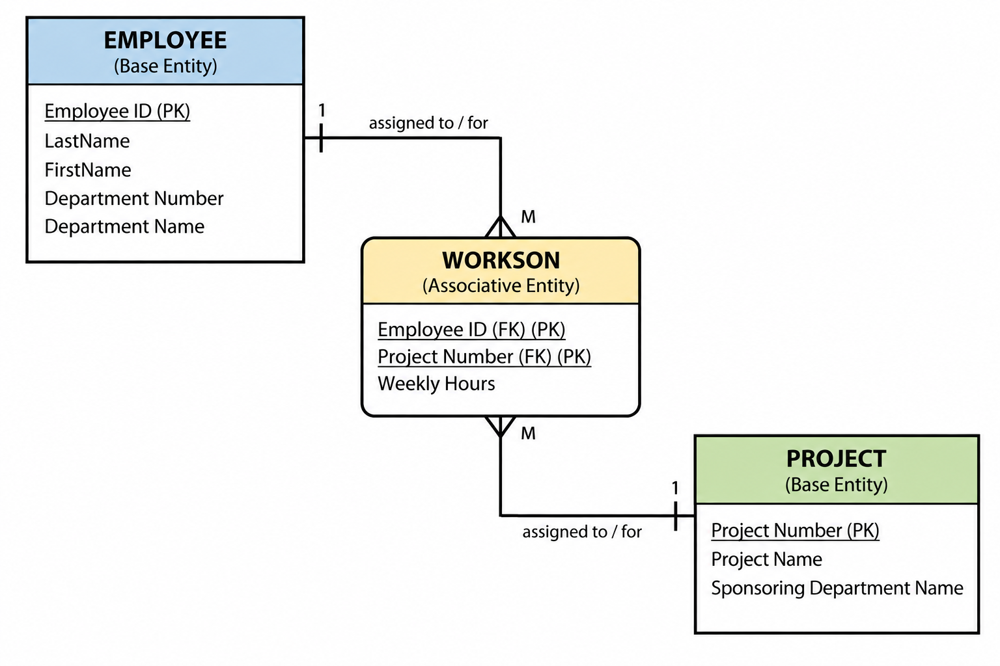 EMPLOYEE
(Base Entity)
Employee ID (PK)
LastName
FirstName
Department Number
Department Name
1
assigned to / for
M
WORKSON
(Associative Entity)
Employee ID (FK) (PK)
Project Number (FK) (PK)
Weekly Hours
M
1
assigned to / for
PROJECT
(Base Entity)
Project Number (PK)
Project Name
Sponsoring Department Name